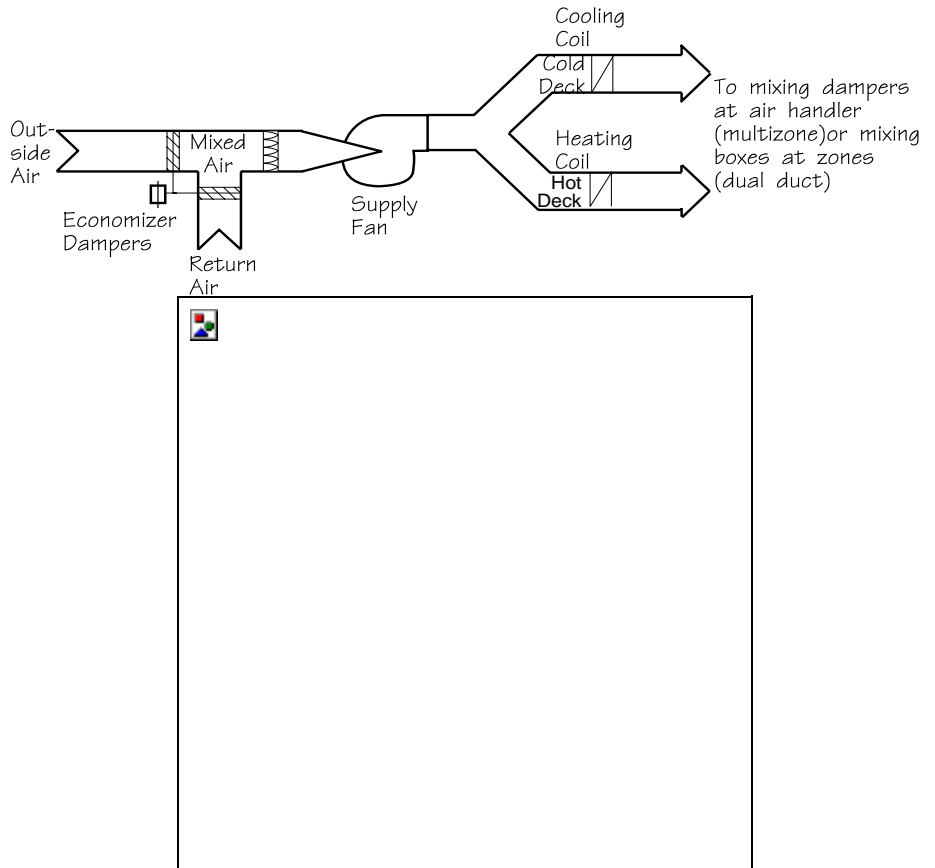 Cooling
Coil
Cold
Deck
To mixing dampers
at air handler
(multizone)or mixing
boxes at zones
(dual duct)
Out-
side
Air
Mixed
Air
Heating
Coil
Hot
Deck
Supply
Fan
Economizer
Dampers
Return
Air